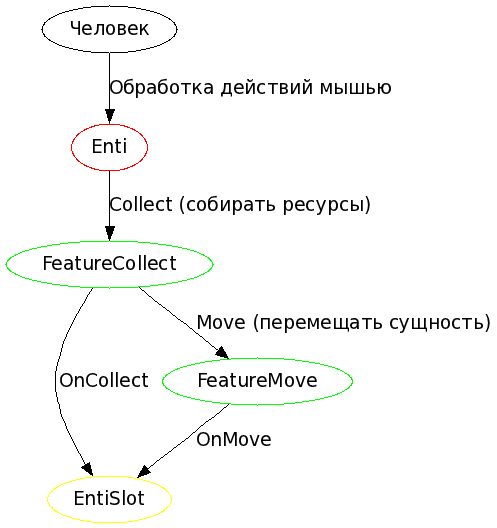 Человек
Обработка действий мышью
Enti
Collect (собирать ресурсы)
FeatureCollect
Move (перемещать сущность)
OnCollect
FeatureMove
OnMove
EntiSlot